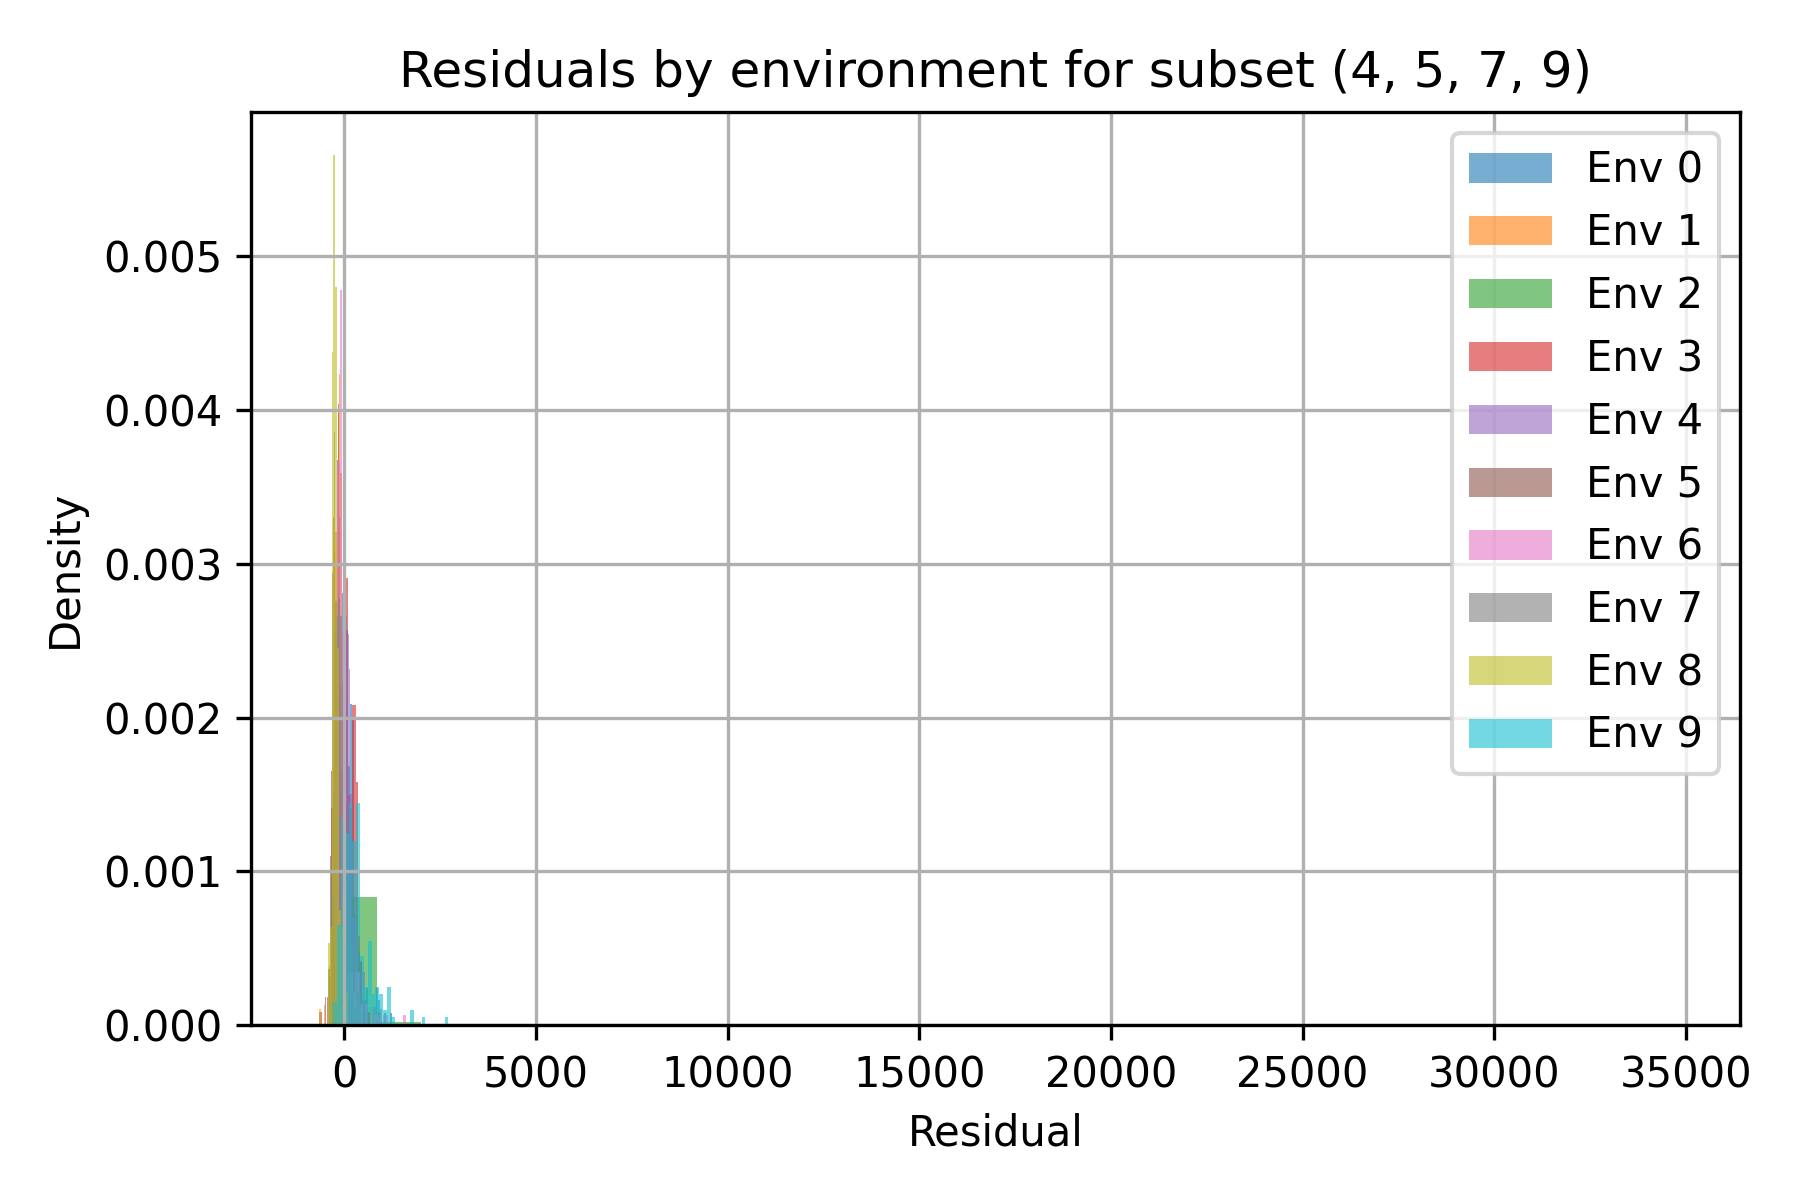 Residuals by environment for subset (4, 5, 7, 9)
Density
0.005
0.004
0.003
0.002
0.001
0.000
0 5000 10000 15000 20000 25000 30000 35000
Residual
Env 0
Env 1
Env 2
Env 3
Env 4
Env 5
Env 6
Env 7
Env 8
Env 9